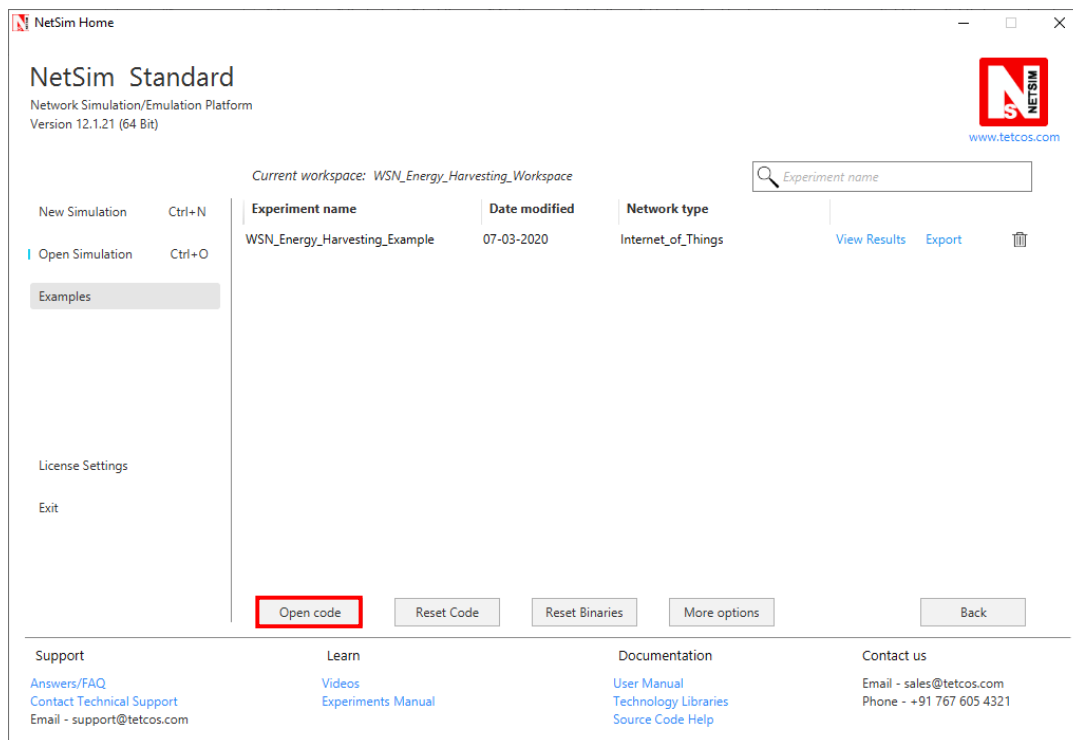 NetSim Home
NetSim Standard
Network Simulation/Emulation Platform
Version 12.1.21 (64 Bit)
NS NETSIM
www.tetcos.com
Current workspace: WSN_Energy_Harvesting_Workspace
Experiment name
New Simulation Ctrl+N
Open Simulation Ctrl+O
Examples
License Settings
Exit
Experiment name Date modified Network type
WSN_Energy_Harvesting_Example 07-03-2020 Internet_of_Things View Results Export
Open code Reset Code Reset Binaries More options Back
Support
Answers/FAQ
Contact Technical Support
Email - support@tetcos.com
Learn
Videos
Experiments Manual
Documentation
User Manual
Technology Libraries
Source Code Help
Contact us
Email - sales@tetcos.com
Phone - +91 767 605 4321